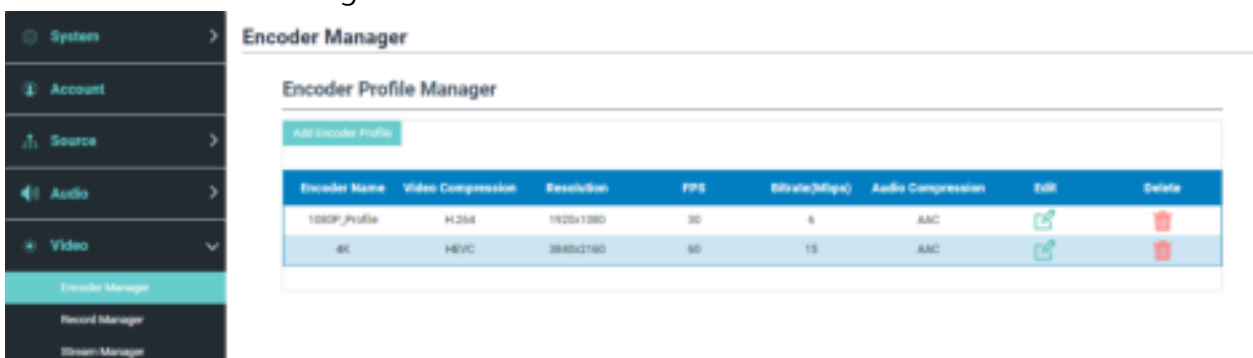 System
Account
Source
Audio
Video
Encoder Manager
Record Manager
Stream Manager
Encoder Manager
Encoder Profile Manager
Add Encoder Profile
Encoder Name Video Compression Resolution FPS Bitrate(Mbps) Audio Compression Edit Delete
1080P_Profile H.264 1920x1080 30 6 AAC
4K HEVC 3840x2160 60 15 AAC